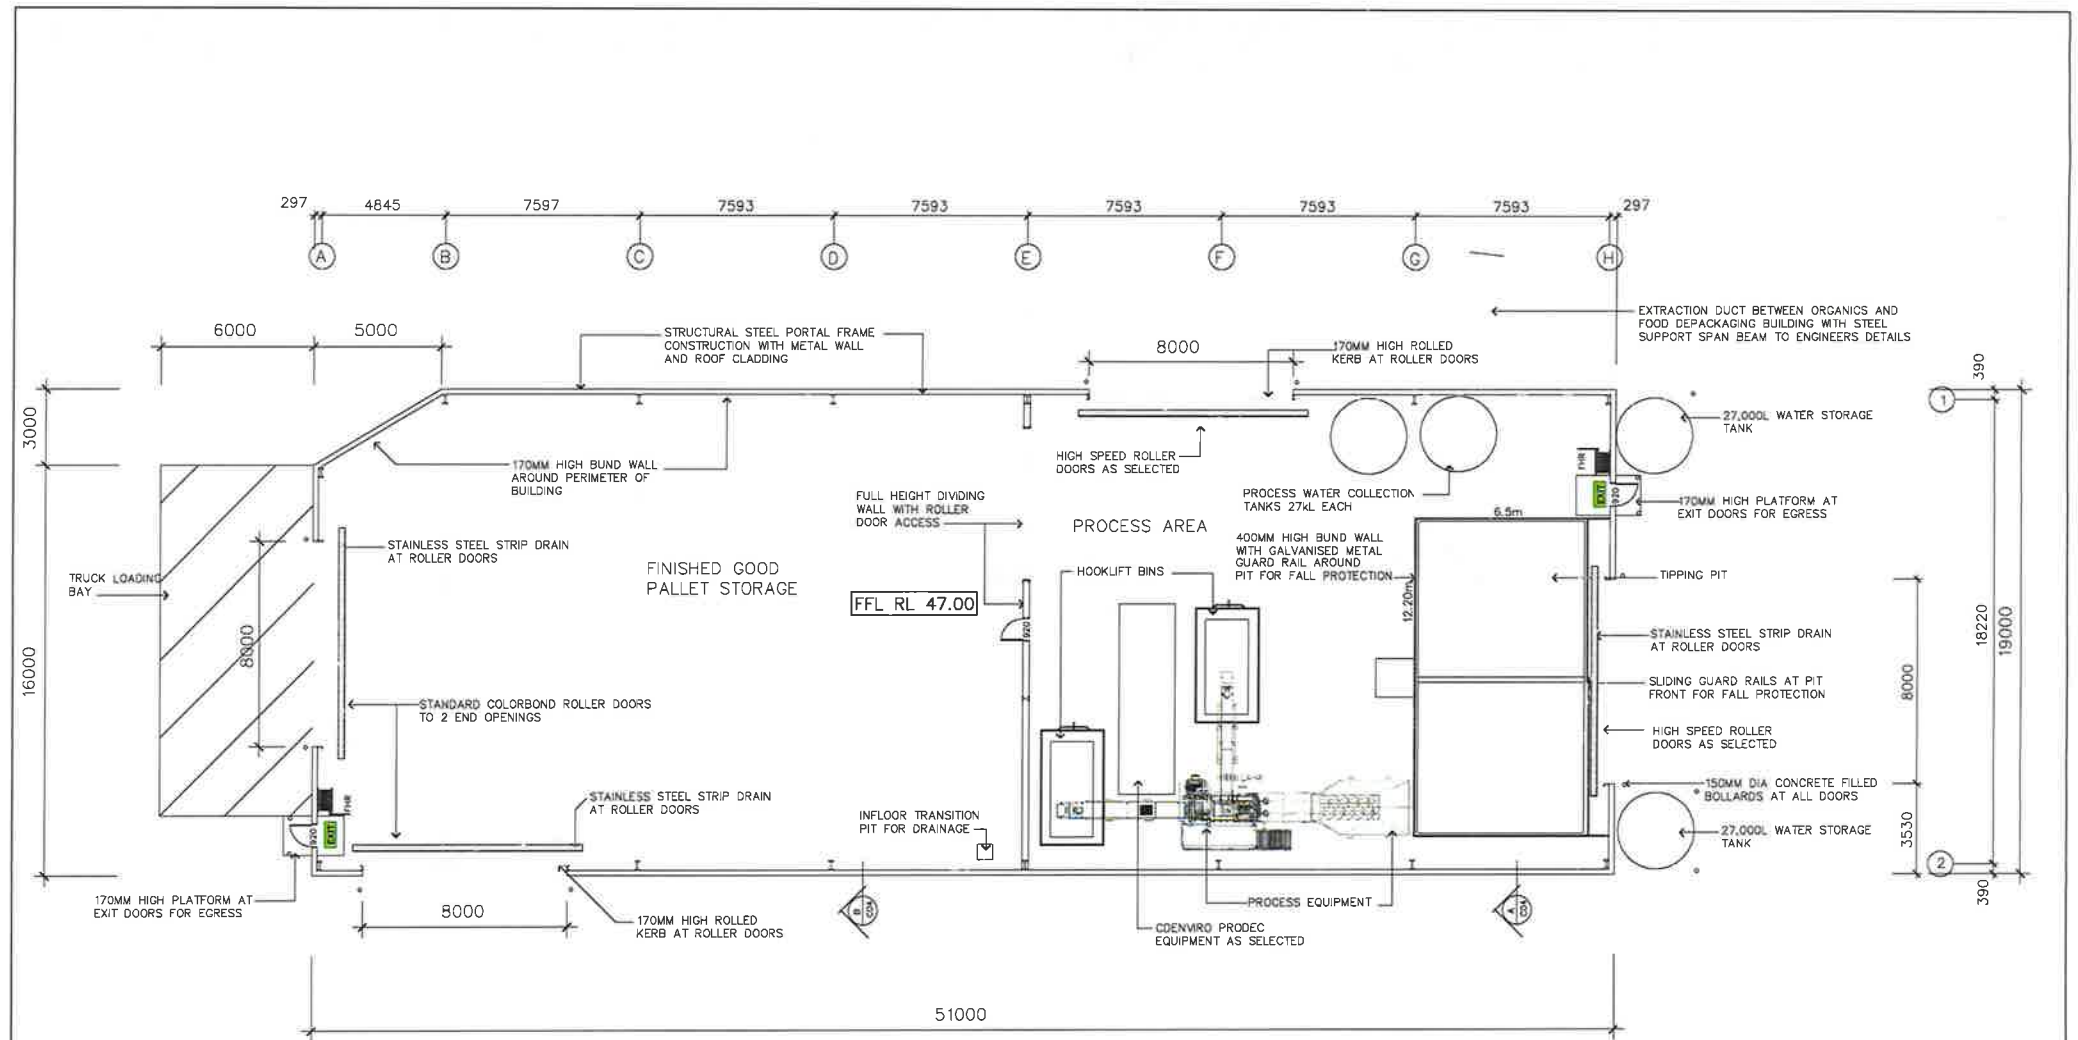 297 4845 7597 7593 7593 7593 7593 7593 297
A B C D E F G H
EXTRACTION DUCT BETWEEN ORGANICS AND
FOOD DEPACKAGING BUILDING WITH STEEL
SUPPORT SPAN BEAM TO ENGINEERS DETAILS
6000 5000
STRUCTURAL STEEL PORTAL FRAME
CONSTRUCTION WITH METAL WALL
AND ROOF CLADDING
8000
170MM HIGH ROLLED
KERB AT ROLLER DOORS
390
1
3000
27,000L WATER STORAGE
TANK
170MM HIGH BUND WALL
AROUND PERIMETER OF
BUILDING
HIGH SPEED ROLLER
DOORS AS SELECTED
FHR
EXIT
920
PROCESS WATER COLLECTION
TANKS 27kL EACH
170MM HIGH PLATFORM AT
EXIT DOORS FOR EGRESS
FULL HEIGHT DIVIDING
WALL WITH ROLLER
DOOR ACCESS
PROCESS AREA
6.5m
400MM HIGH BUND WALL
WITH GALVANISED METAL
GUARD RAIL AROUND
PIT FOR FALL PROTECTION
STAINLESS STEEL STRIP DRAIN
AT ROLLER DOORS
FINISHED GOOD
PALLET STORAGE
HOOKLIFT BINS
TIPPING PIT
TRUCK LOADING
BAY
FFL RL 47.00
12.20m
920
8000
16000
STAINLESS STEEL STRIP DRAIN
AT ROLLER DOORS
18220
19000
8000
SLIDING GUARD RAILS AT PIT
FRONT FOR FALL PROTECTION
STANDARD COLORBOND ROLLER DOORS
TO 2 END OPENINGS
HIGH SPEED ROLLER
DOORS AS SELECTED
150MM DIA CONCRETE FILLED
BOLLARDS AT ALL DOORS
STAINLESS STEEL STRIP DRAIN
AT ROLLER DOORS
FHR
EXIT
920
INFLOOR TRANSITION
PIT FOR DRAINAGE
27,000L WATER STORAGE
TANK
3530
2
390
170MM HIGH PLATFORM AT
EXIT DOORS FOR EGRESS
8000
170MM HIGH ROLLED
KERB AT ROLLER DOORS
B
A
PROCESS EQUIPMENT
CDENVIRO PRODEC
EQUIPMENT AS SELECTED
51000